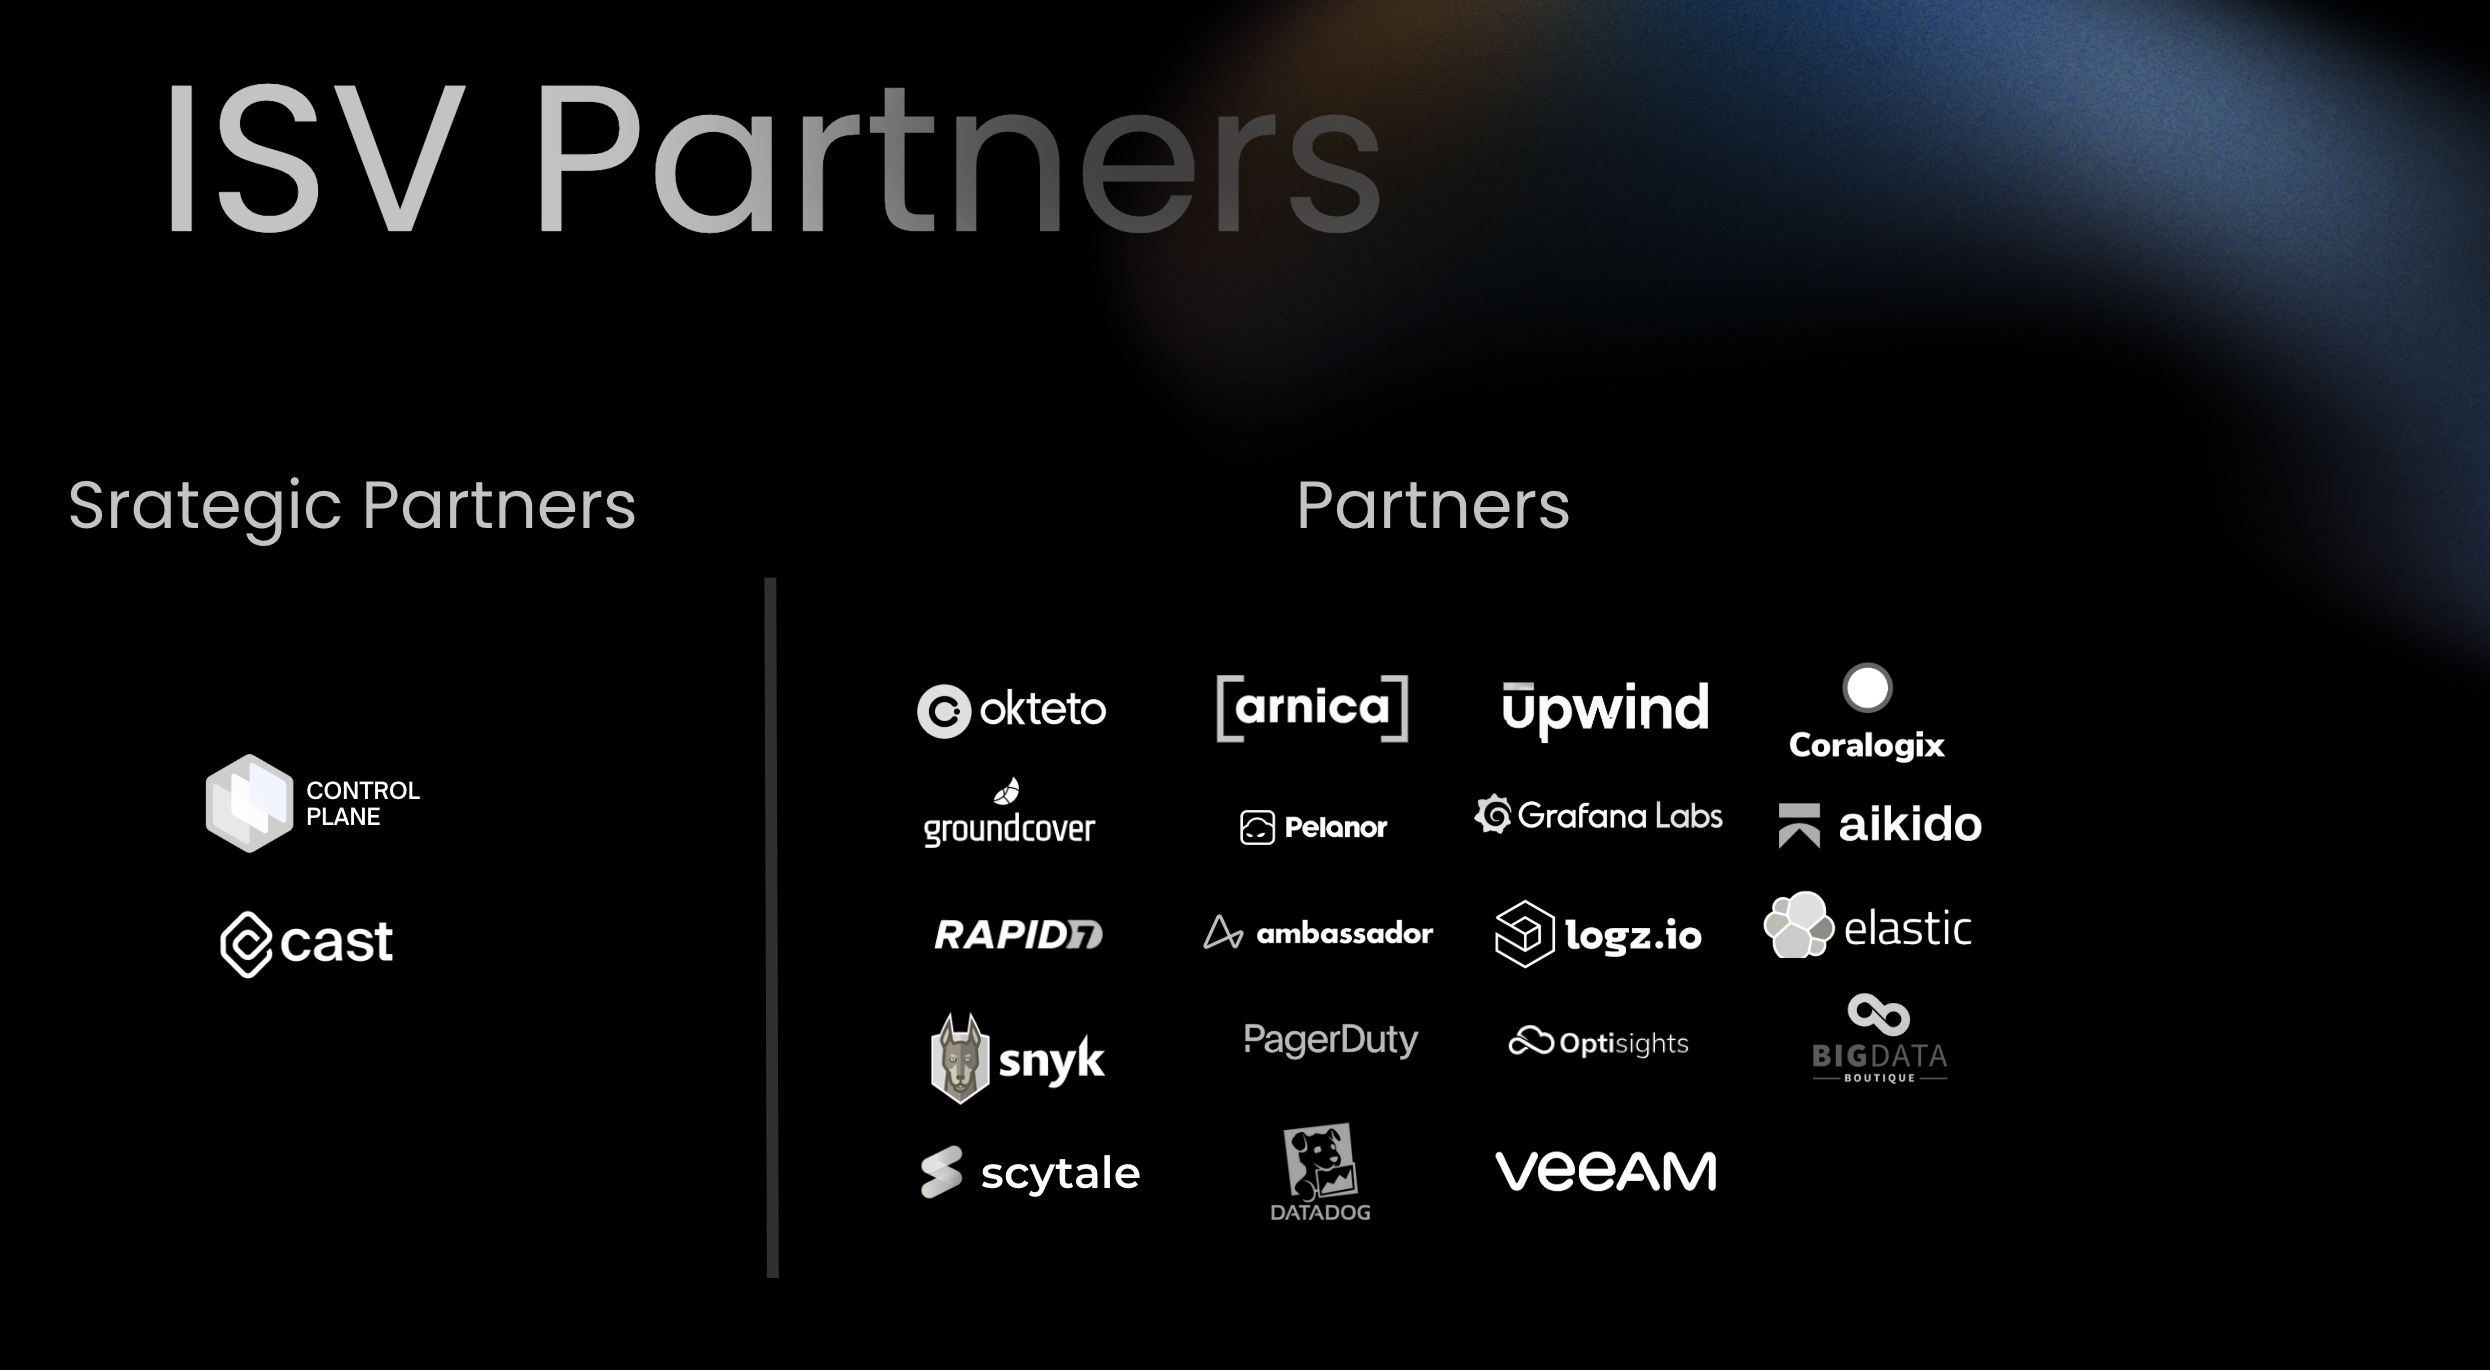 ISV Partners
Srategic Partners
Partners
CONTROL
PLANE
cast
okteto
[arnica]
upwind
Coralogix
groundcover
Pelanor
Grafana Labs
aikido
RAPID7
ambassador
logz.io
elastic
snyk
PagerDuty
Optisights
BIGDATA
BOUTIQUE
scytale
DATADOG
veeAM